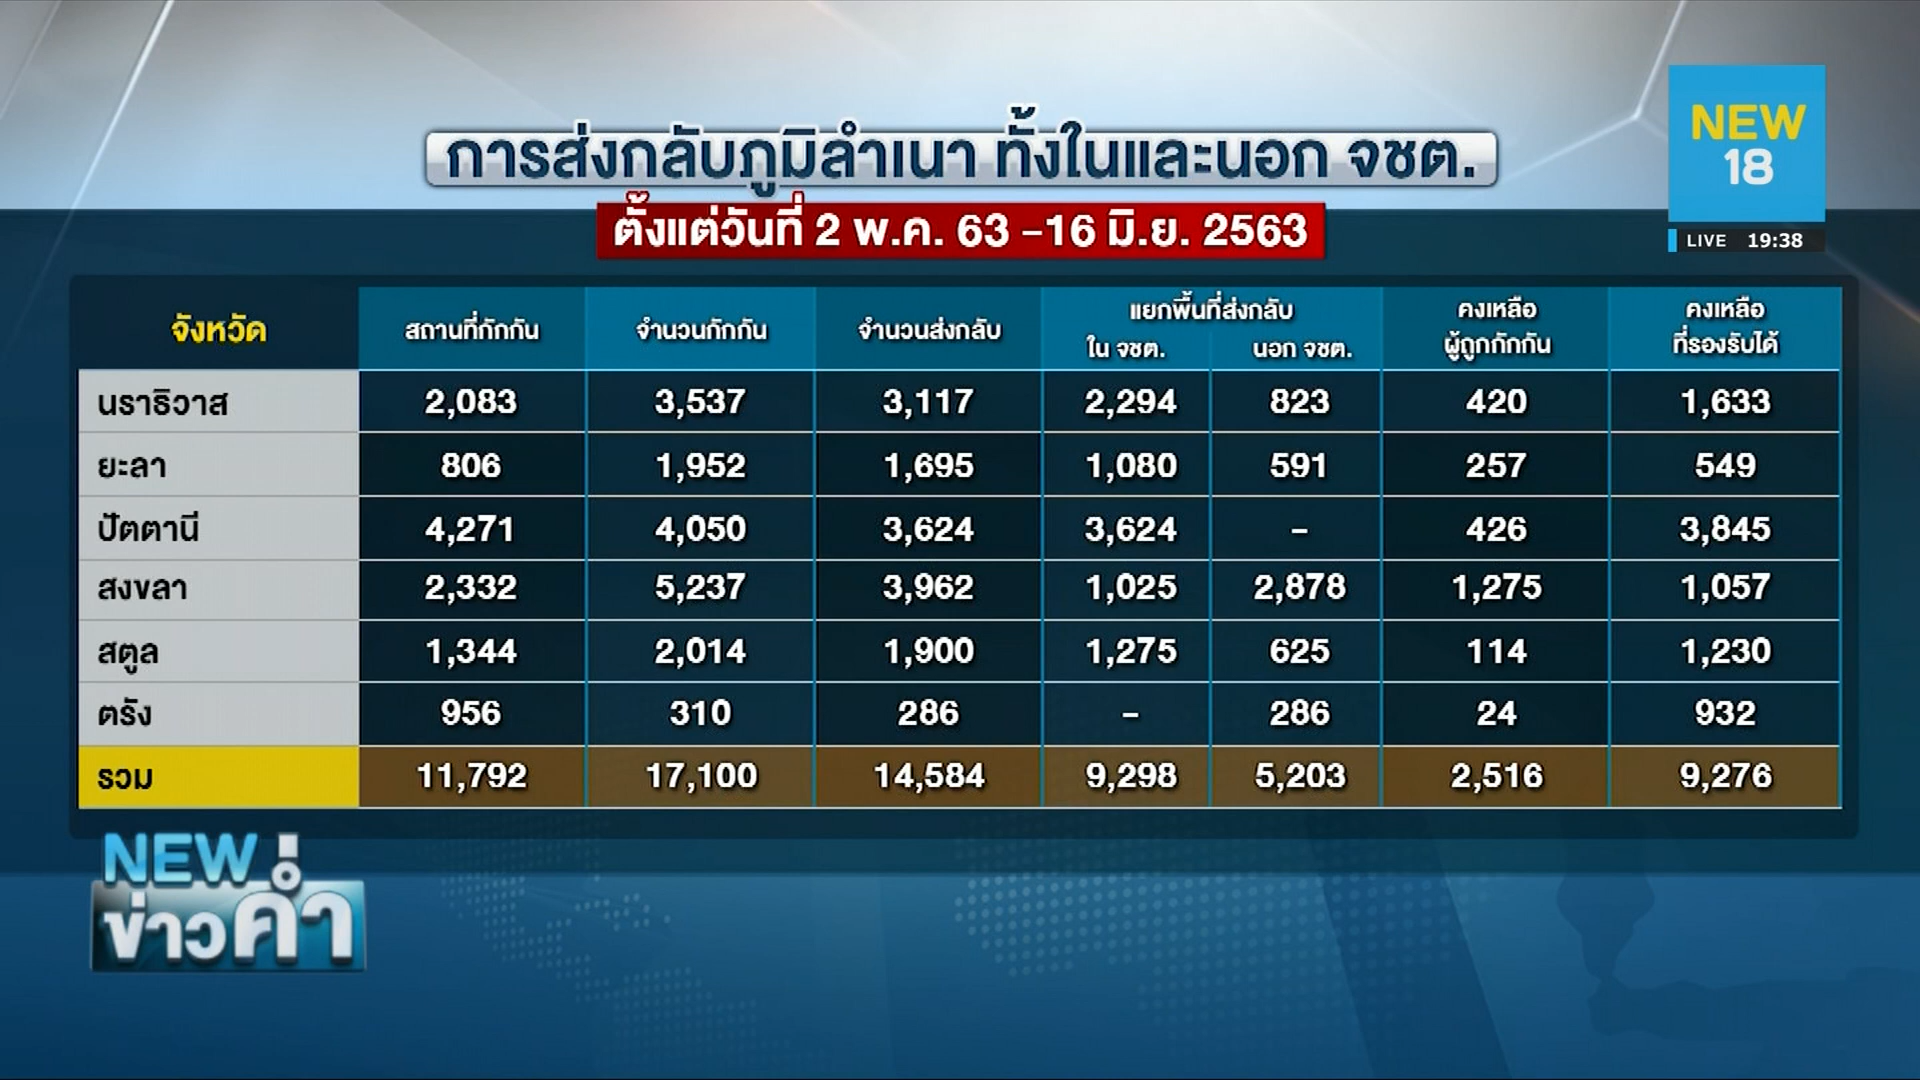 การส่งกลับภูมิลำเนา ทั้งในและนอก จชต.
ตั้งแต่วันที่ 2 พ.ค. 63 -16 มิ.ย. 2563
NEW
18
LIVE 19:38
จังหวัด สถานที่กักกัน จำนวนกักกัน จำนวนส่งกลับ แยกพื้นที่ส่งกลับ ใน จชต. นอก จชต. คงเหลือ ผู้ถูกกักกัน คงเหลือ ที่รองรับได้
นราธิวาส 2,083 3,537 3,117 2,294 823 420 1,633
ยะลา 806 1,952 1,695 1,080 591 257 549
ปัตตานี 4,271 4,050 3,624 3,624 - 426 3,845
สงขลา 2,332 5,237 3,962 1,025 2,878 1,275 1,057
สตูล 1,344 2,014 1,900 1,275 625 114 1,230
ตรัง 956 310 286 - 286 24 932
รวม 11,792 17,100 14,584 9,298 5,203 2,516 9,276
NEW
ข่าวค่ำ